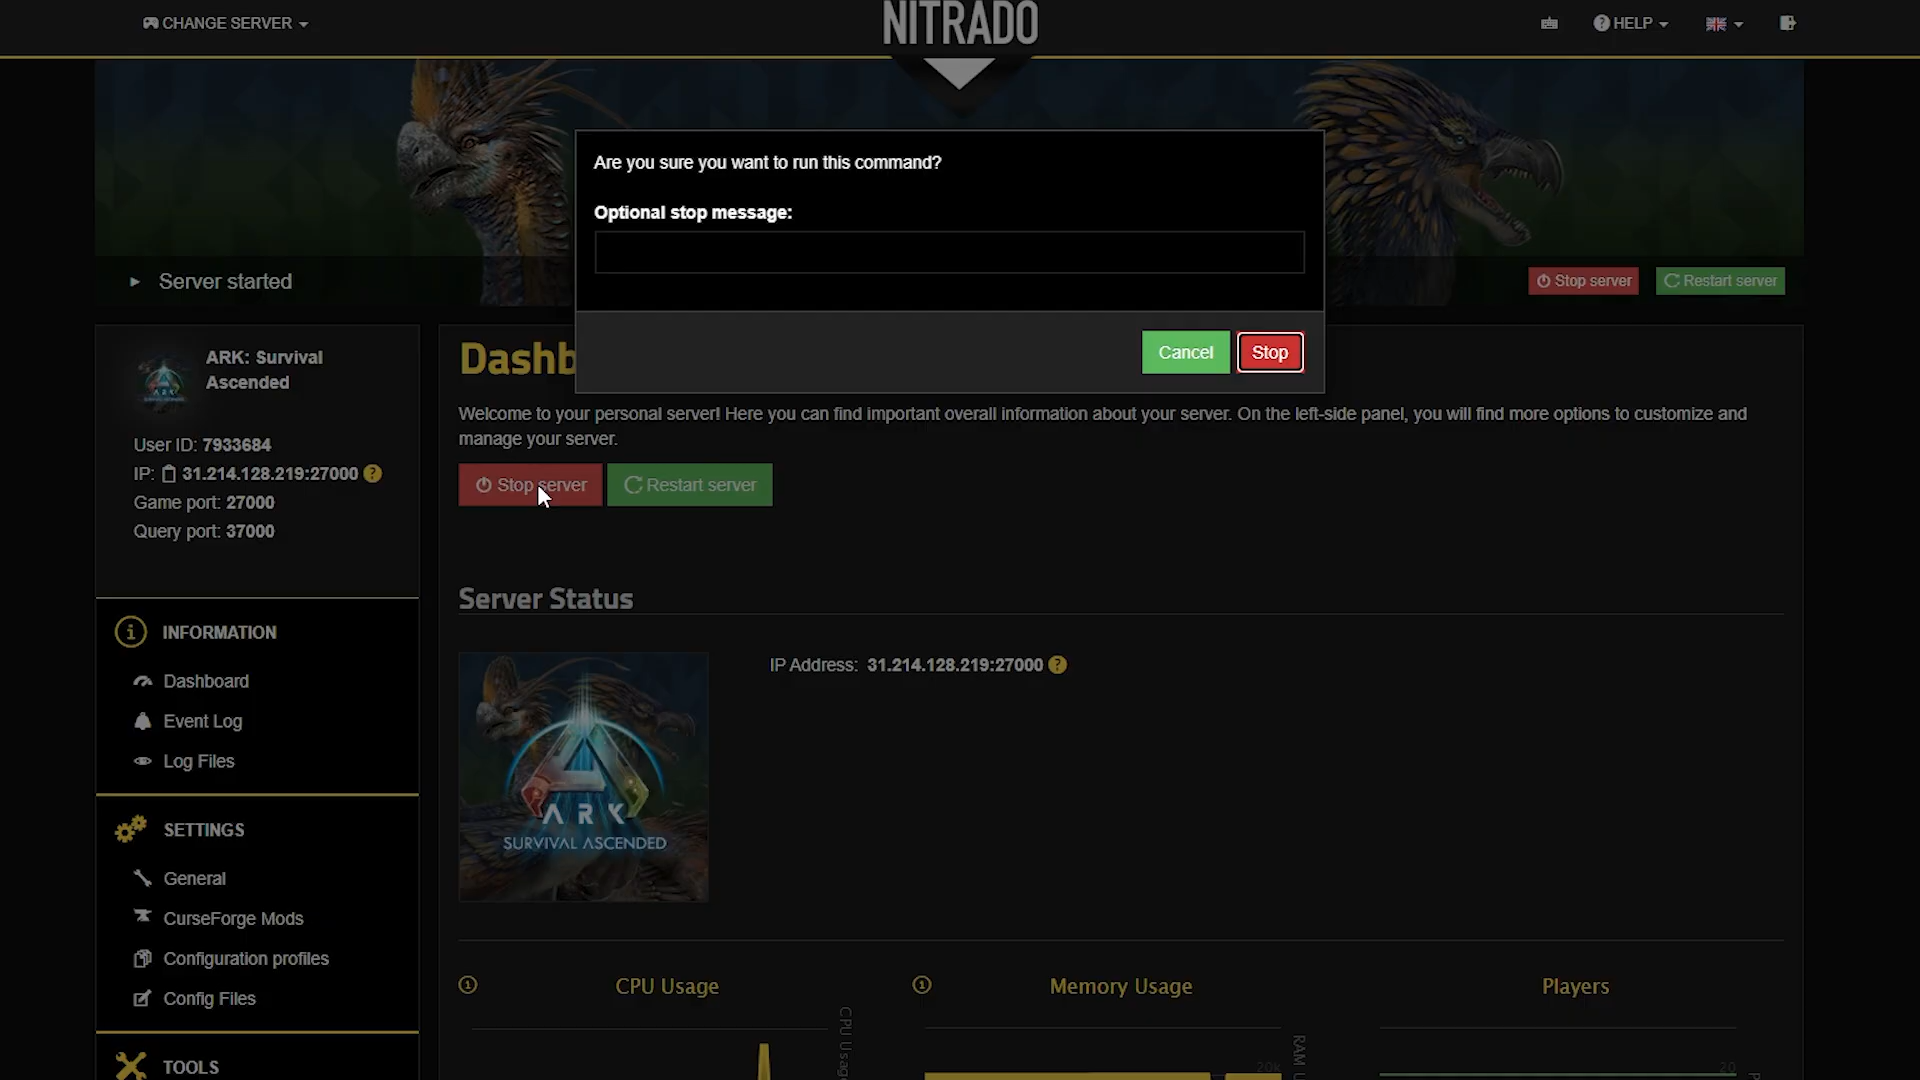 CHANGE SERVER
NITRADO
HELP
Are you sure you want to run this command?
Optional stop message:
Server started
Stop server
Restart server
Cancel
Stop
ARK: Survival
Ascended
User ID: 7933684
IP: 31.214.128.219:27000 ?
Game port: 27000
Query port: 37000
Dashb
Welcome to your personal server! Here you can find important overall information about your server. On the left-side panel, you will find more options to customize and
manage your server.
Stop server
Restart server
INFORMATION
Dashboard
Event Log
Log Files
SETTINGS
General
CurseForge Mods
Configuration profiles
Config Files
TOOLS
Server Status
IP Address: 31.214.128.219:27000 ?
ARK
SURVIVAL ASCENDED
CPU Usage
CPU Usag
Memory Usage
20k
RAM U
Players
20
P